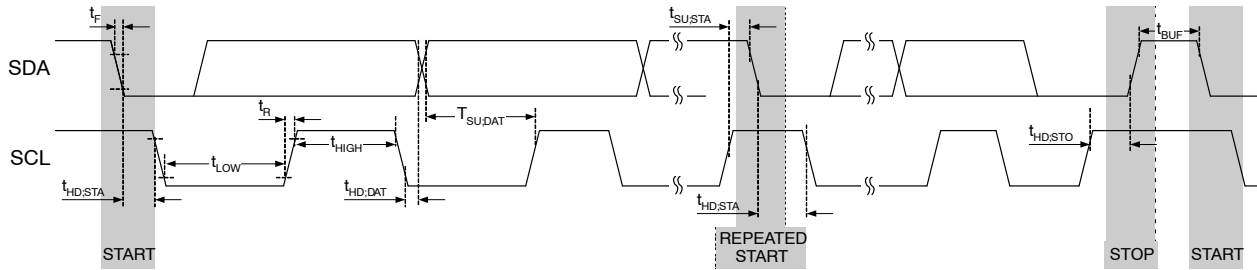 tF
tSU;STA
tBUF
SDA
tR
TSU;DAT
SCL
tLOW
tHIGH
tHD;STO
tHD;STA
tHD;DAT
tHD;STA
START
REPEATED
START
STOP
START